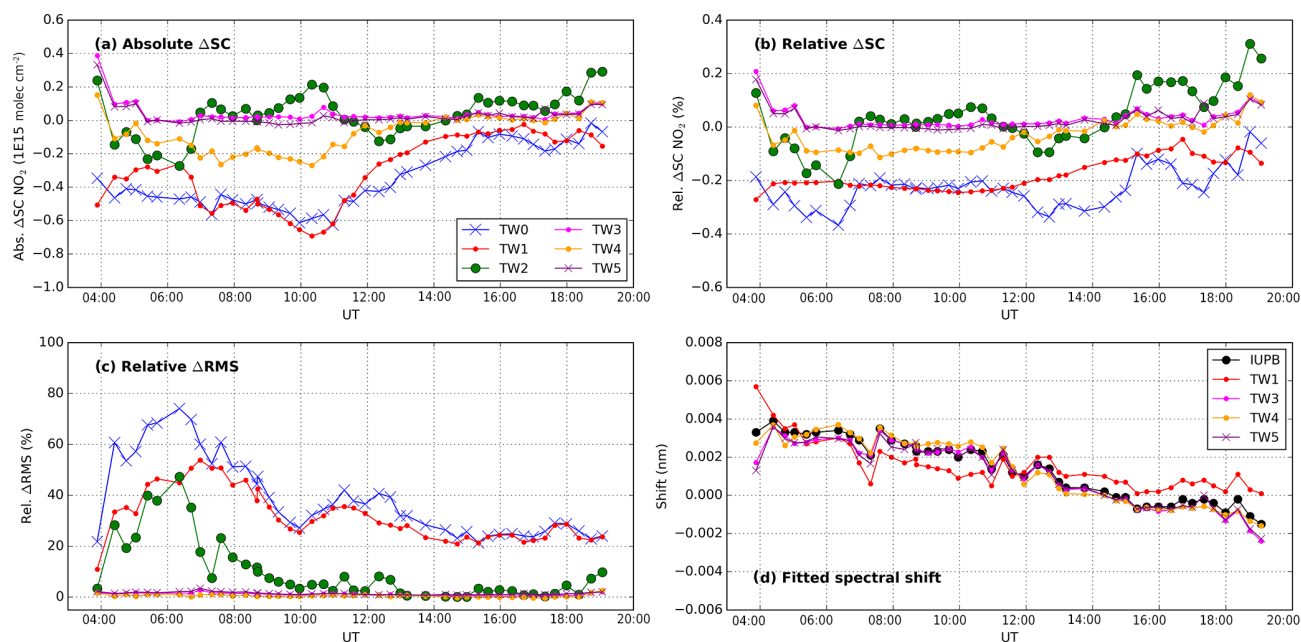 (a) Absolute ΔSC
Abs. ΔSC NO₂ (1E15 molec cm⁻²)
0.6
0.4
0.2
0.0
−0.2
−0.4
−0.6
−0.8
−1.0
TW0
TW1
TW2
TW3
TW4
TW5
04:00 06:00 08:00 10:00 12:00 14:00 16:00 18:00 20:00
UT
(b) Relative ΔSC
Rel. ΔSC NO₂ (%)
0.4
0.2
0.0
−0.2
−0.4
−0.6
04:00 06:00 08:00 10:00 12:00 14:00 16:00 18:00 20:00
UT
(c) Relative ΔRMS
Rel. ΔRMS (%)
100
80
60
40
20
0
04:00 06:00 08:00 10:00 12:00 14:00 16:00 18:00 20:00
UT
(d) Fitted spectral shift
Shift (nm)
0.008
0.006
0.004
0.002
0.000
−0.002
−0.004
−0.006
IUPB
TW1
TW3
TW4
TW5
04:00 06:00 08:00 10:00 12:00 14:00 16:00 18:00 20:00
UT